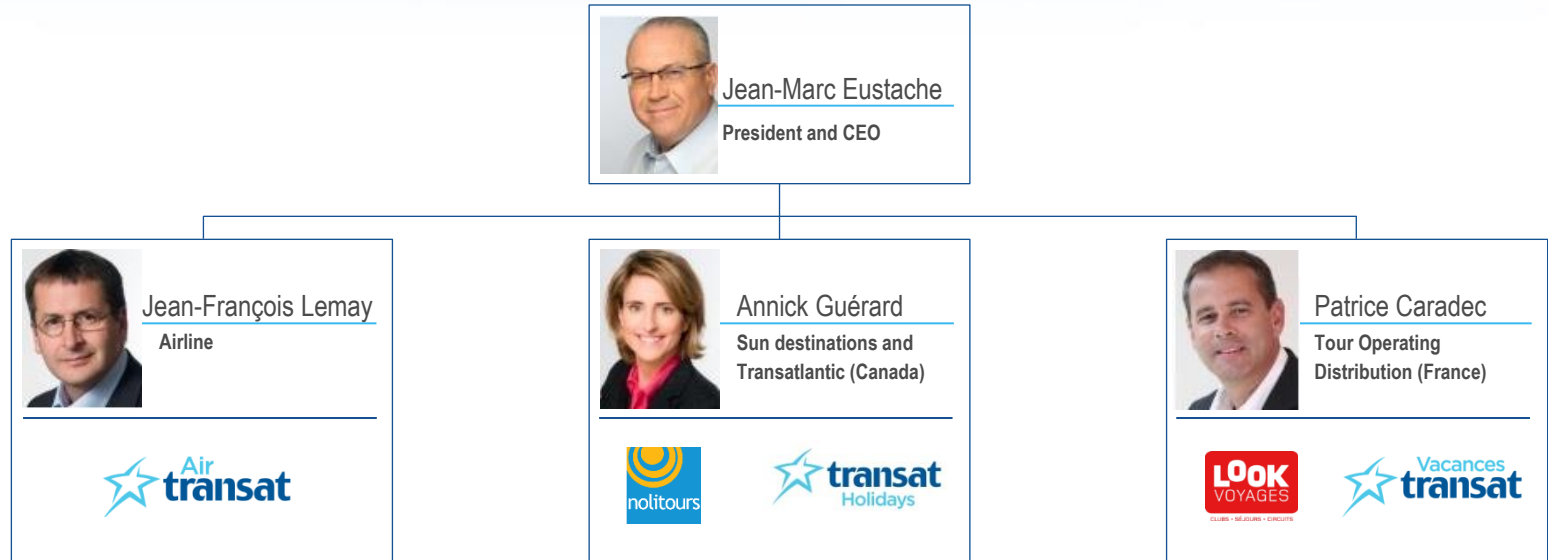 Jean-Marc Eustache
President and CEO
Jean-François Lemay
Airline
Air
transat
Annick Guérard
Sun destinations and
Transatlantic (Canada)
nolitours
transat
Holidays
Patrice Caradec
Tour Operating
Distribution (France)
LOOK
VOYAGES
CLUBS • SÉJOURS • CIRCUITS
Vacances
transat